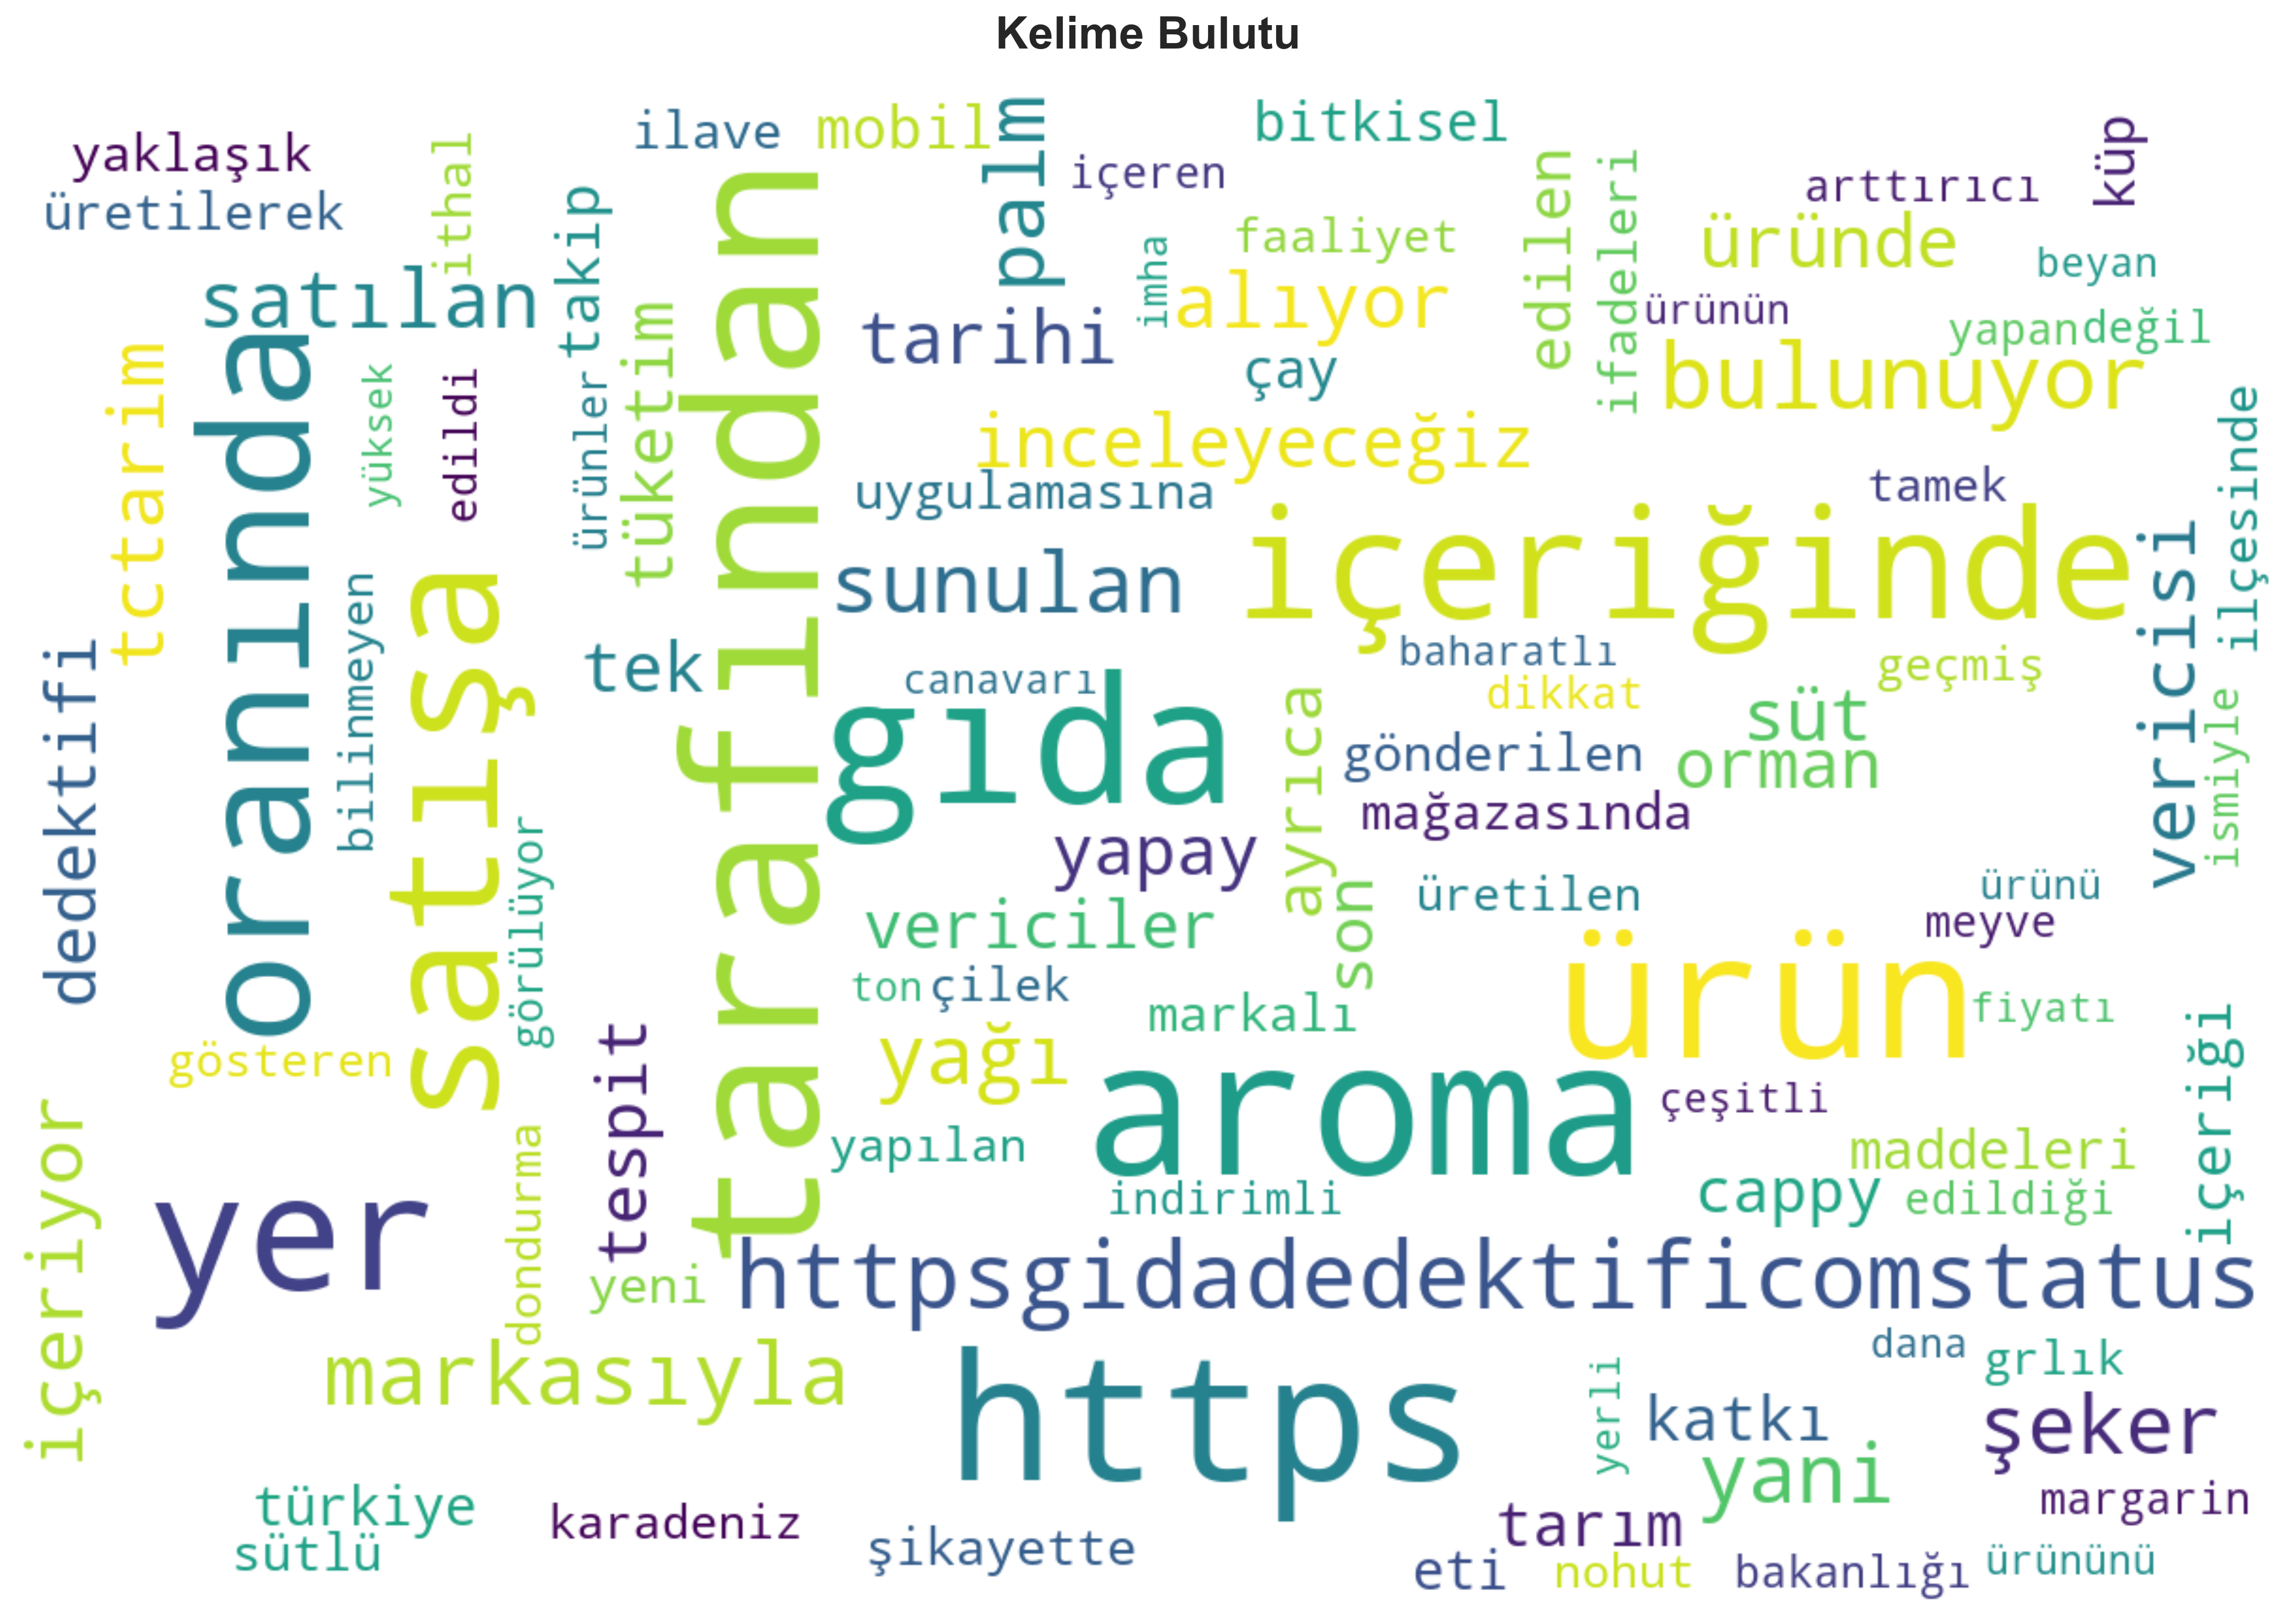 Kelime Bulutu
yaklaşık
üretilerek
ithal
takip
ilave
mobil
palm
içeren
bitkisel
faaliyet
imha
edilen
ifadeleri
arttırıcı
küp
üründe
beyan
ürünün
yapan
değil
satılan
tarihi
alıyor
çay
bulunuyor
tctarim
oranında
yüksek
edildi
ürünler
tüketim
tarafından
inceleyeceğiz
uygulamasına
tamek
ilçesinde
sunulan
içeriğinde
vericisi
bilinmeyen
satışa
tek
canavarı
baharatlı
dikkat
geçmiş
dedektifi
gıda
ayrıca
süt
gönderilen
orman
ismiyle
mağazasında
yapay
görülüyor
son
üretilen
ürünü
meyve
vericiler
ton
çilek
markalı
ürün
fiyatı
içeriği
gösteren
tespit
yağı
aroma
çeşitli
yapılan
maddeleri
indirimli
cappy
edildiği
içeriyor
yer
dondurma
yeni
httpsgidadedektificomstatus
markasıyla
https
dana
grlık
yerli
katkı
şeker
yani
türkiye
sütlü
karadeniz
şikayette
tarım
margarin
eti
nohut
bakanlığı
ürününü